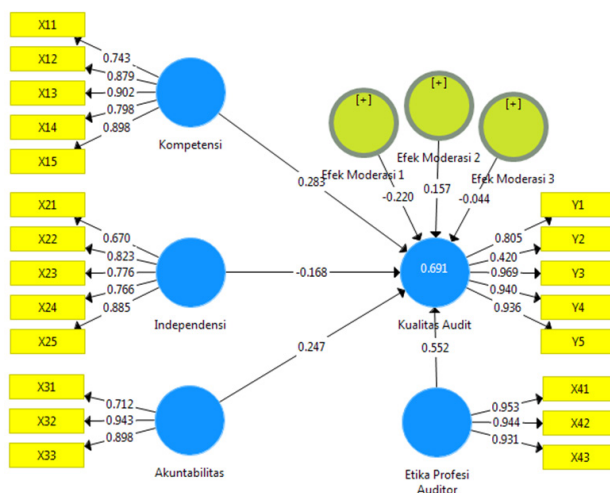 X11
X12
X13
X14
X15
0.743
0.879
0.902
0.798
0.898
Kompetensi
[+]
[+]
[+]
Efek Moderasi 1
Efek Moderasi 2
Efek Moderasi 3
0.283
-0.220
0.157
-0.044
X21
X22
X23
X24
X25
0.670
0.823
0.776
0.766
0.885
Independensi
-0.168
0.691
Kualitas Audit
0.805
0.420
0.969
0.940
0.936
Y1
Y2
Y3
Y4
Y5
0.247
0.552
X31
X32
X33
0.712
0.943
0.898
Akuntabilitas
Etika Profesi
Auditor
0.953
0.944
0.931
X41
X42
X43